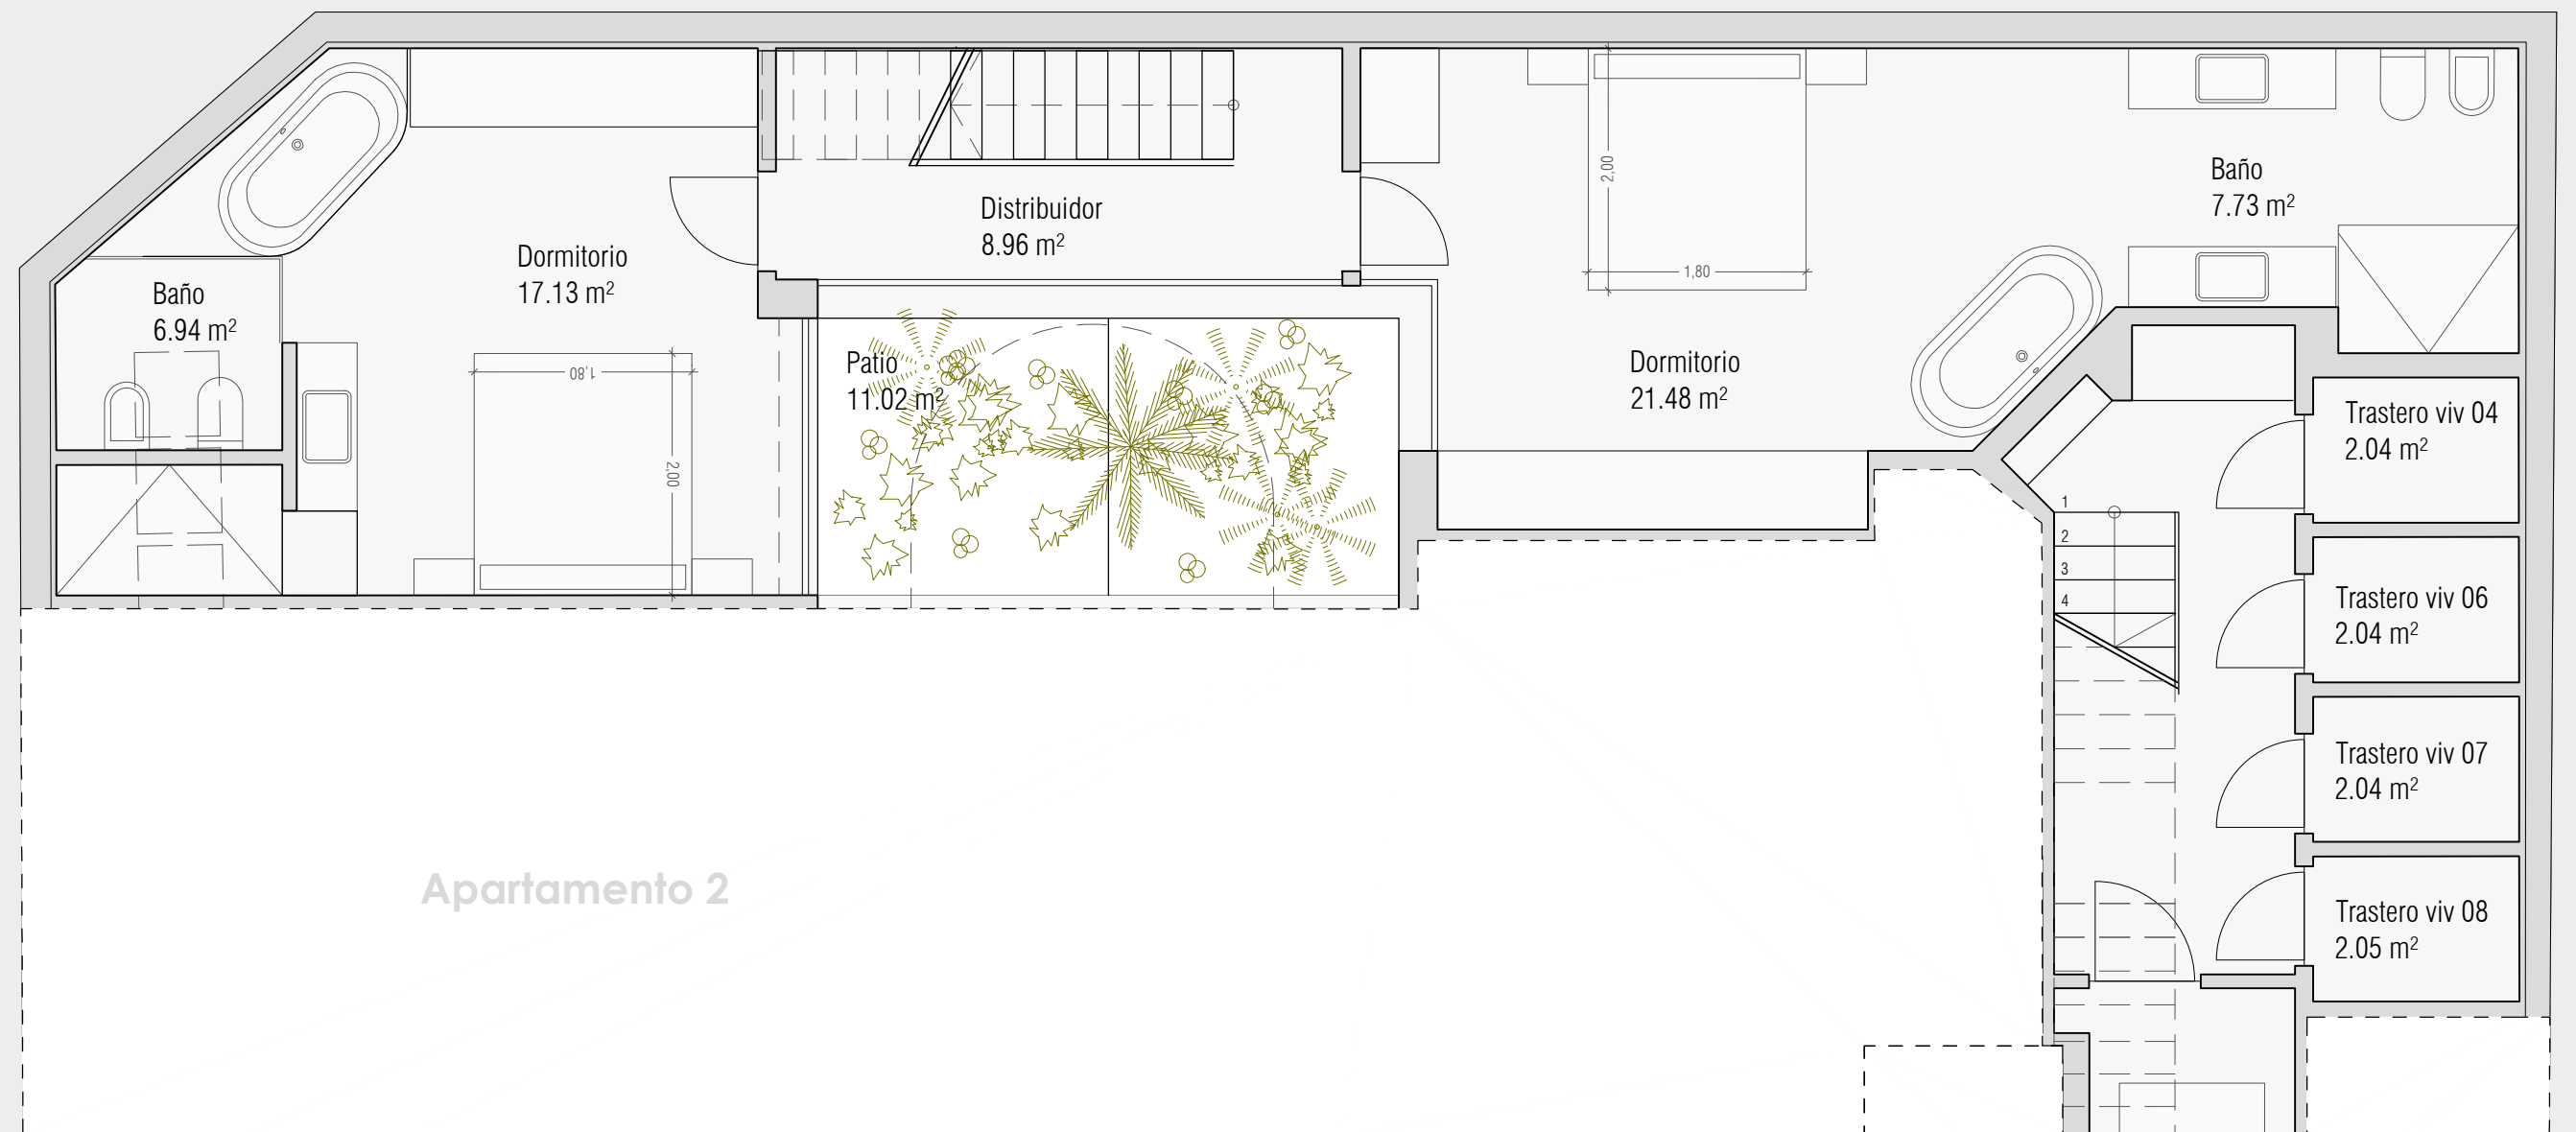 Baño
6.94 m²
Dormitorio
17.13 m²
1,80
2,00
Distribuidor
8.96 m²
Patio
11.02 m²
2,00
1,80
Dormitorio
21.48 m²
Baño
7.73 m²
Trastero viv 04
2.04 m²
1
2
3
4
Trastero viv 06
2.04 m²
Trastero viv 07
2.04 m²
Trastero viv 08
2.05 m²
Apartamento 2